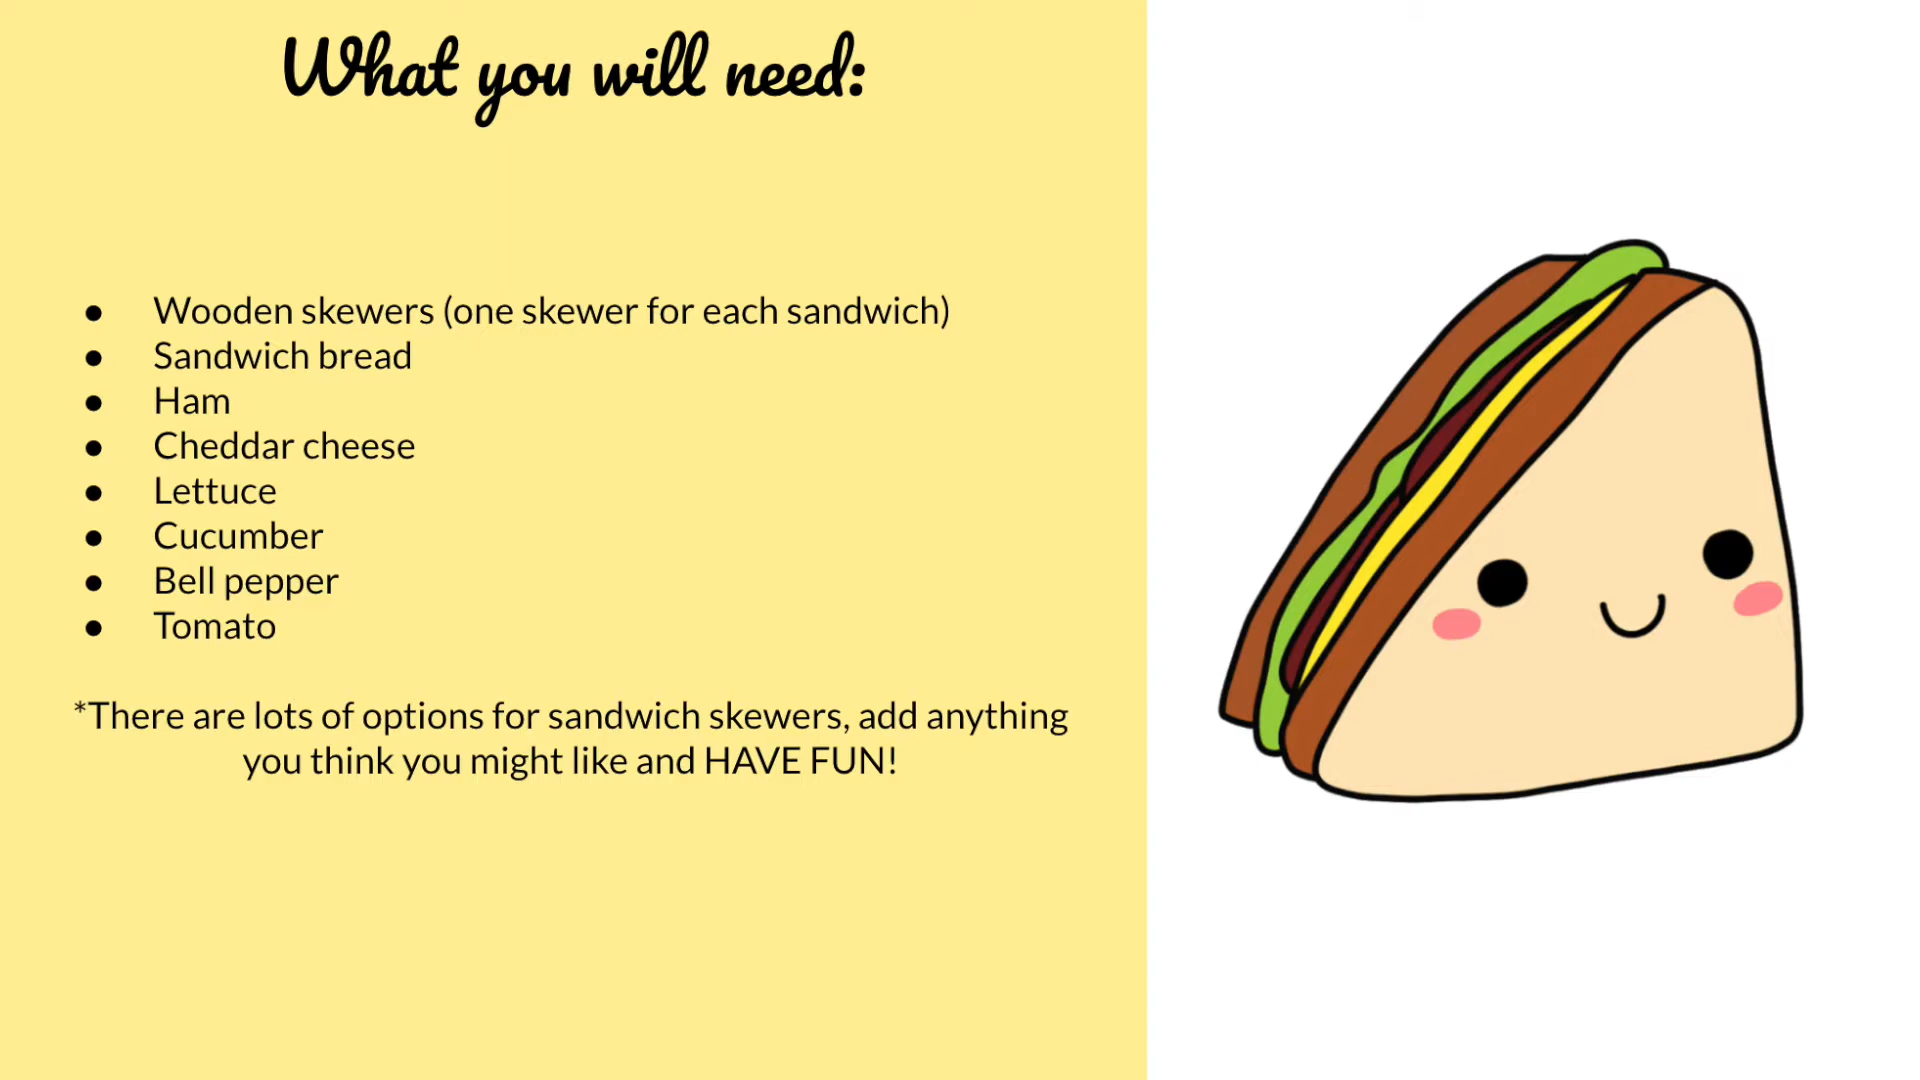 What you will need:
● Wooden skewers (one skewer for each sandwich)
● Sandwich bread
● Ham
● Cheddar cheese
● Lettuce
● Cucumber
● Bell pepper
● Tomato
*There are lots of options for sandwich skewers, add anything
you think you might like and HAVE FUN!